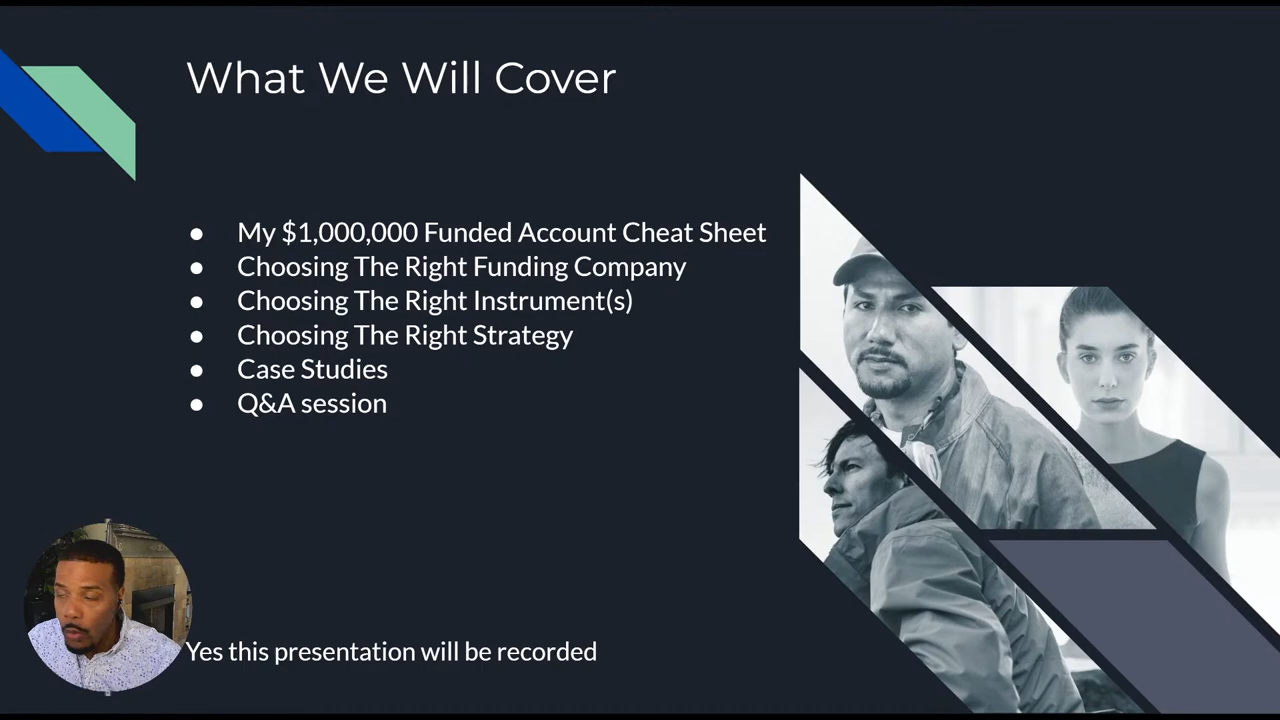 What We Will Cover
● My $1,000,000 Funded Account Cheat Sheet
● Choosing The Right Funding Company
● Choosing The Right Instrument(s)
● Choosing The Right Strategy
● Case Studies
● Q&A session
Yes this presentation will be recorded